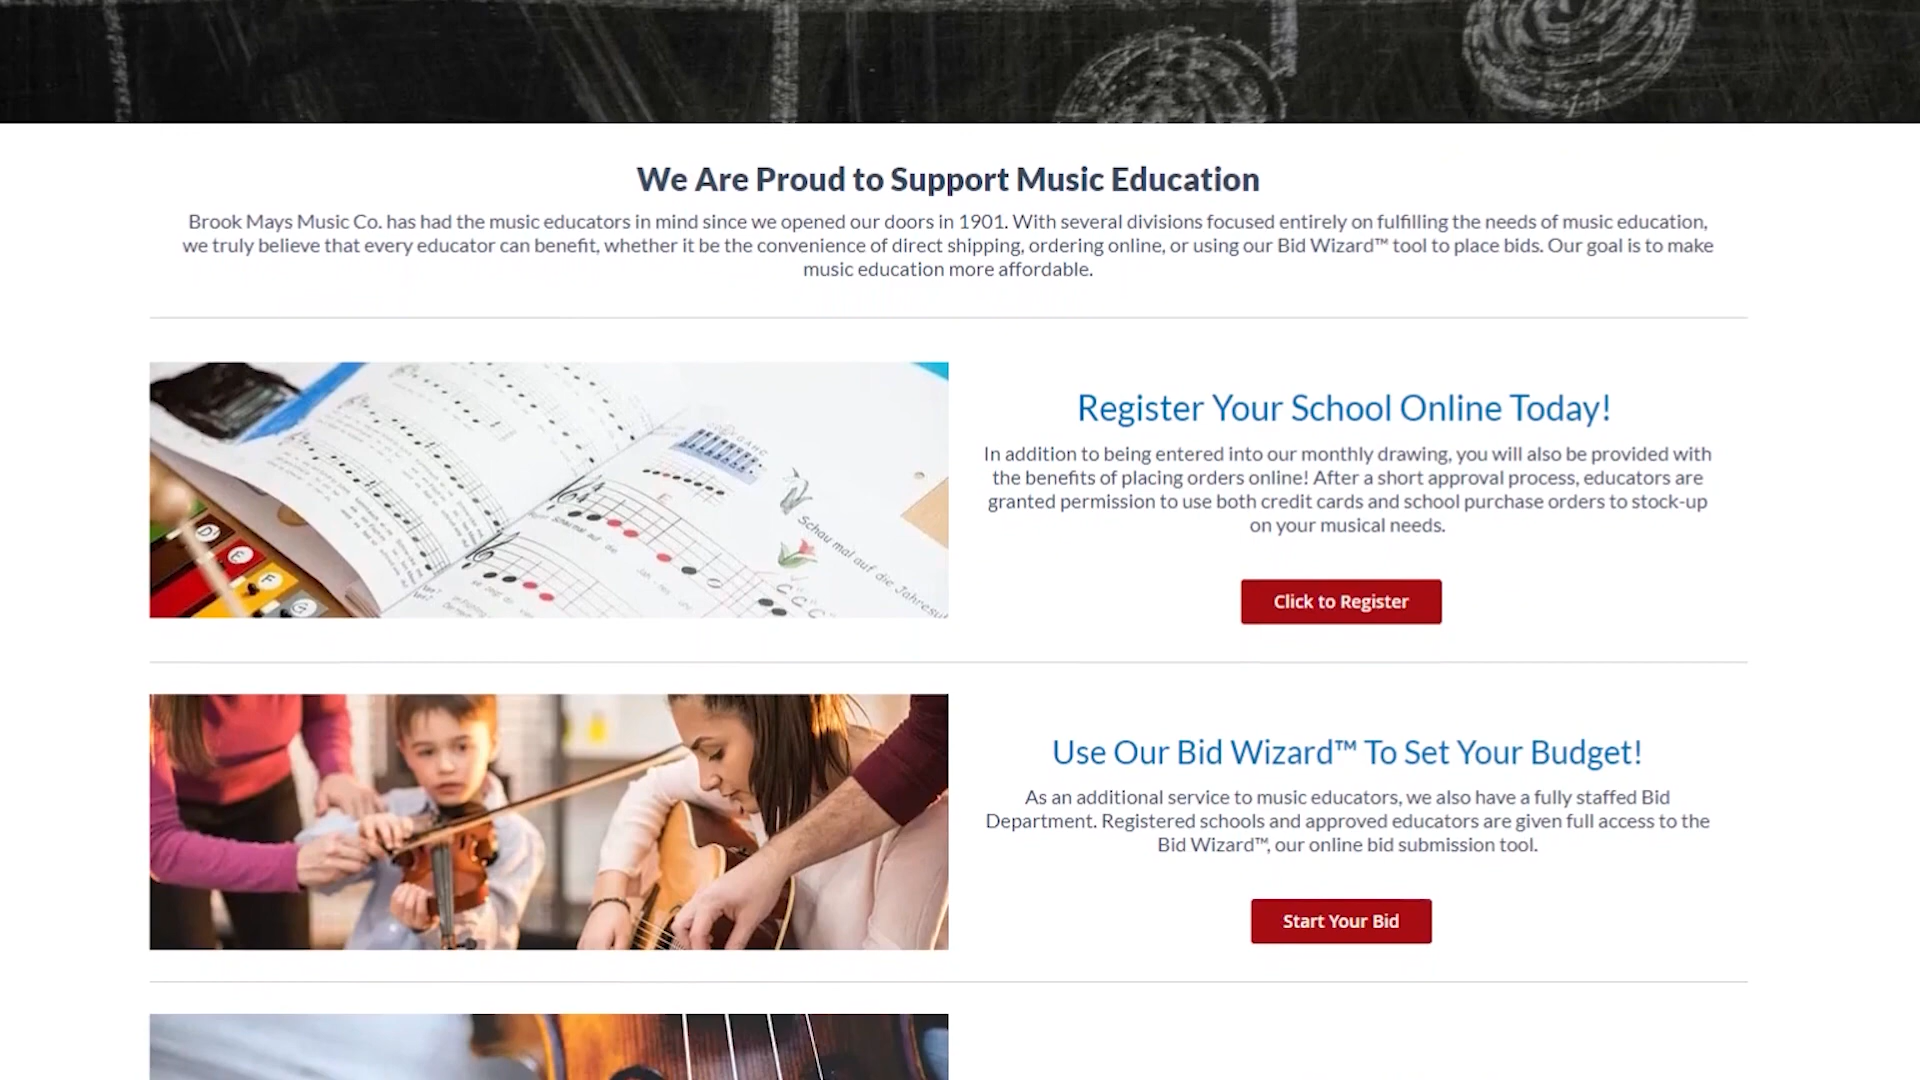 We Are Proud to Support Music Education
Brook Mays Music Co. has had the music educators in mind since we opened our doors in 1901. With several divisions focused entirely on fulfilling the needs of music education,
we truly believe that every educator can benefit, whether it be the convenience of direct shipping, ordering online, or using our Bid Wizard™ tool to place bids. Our goal is to make
music education more affordable.
Register Your School Online Today!
In addition to being entered into our monthly drawing, you will also be provided with
the benefits of placing orders online! After a short approval process, educators are
granted permission to use both credit cards and school purchase orders to stock-up
on your musical needs.
Click to Register
Schau mal auf die
D
E
F
G
Use Our Bid Wizard™ To Set Your Budget!
As an additional service to music educators, we also have a fully staffed Bid
Department. Registered schools and approved educators are given full access to the
Bid Wizard™, our online bid submission tool.
Start Your Bid